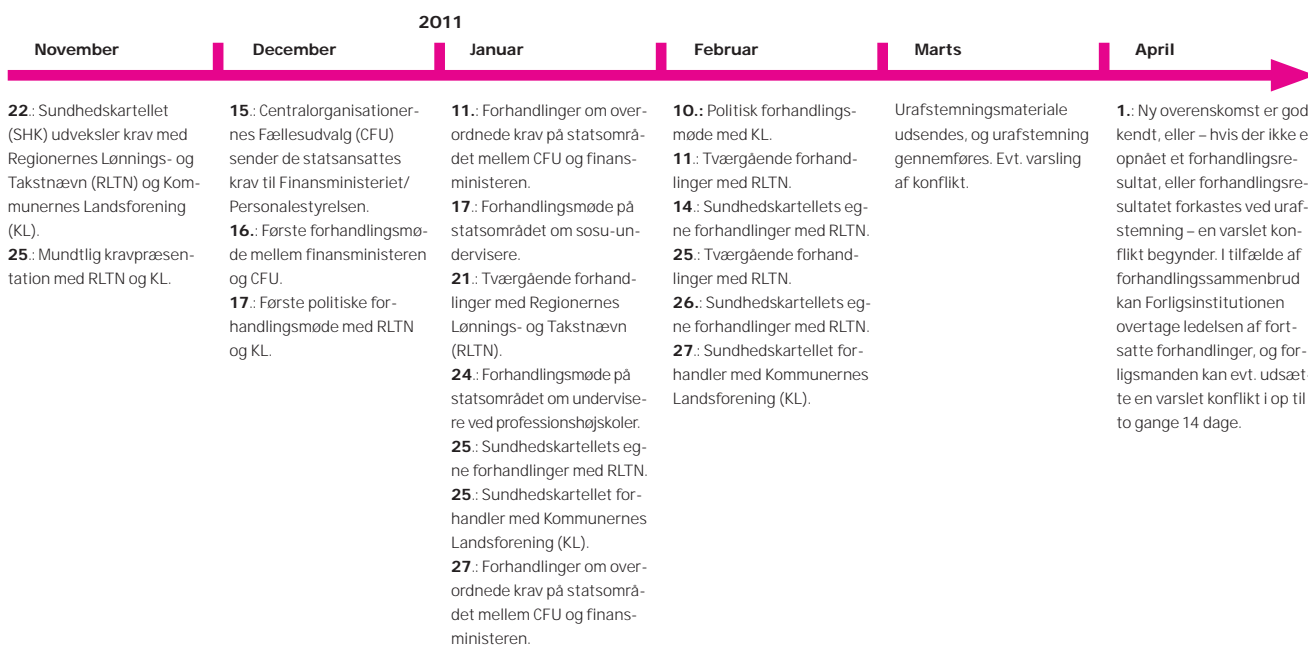 2011
November
December
Januar
Februar
Marts
April
22.: Sundhedskartellet
(SHK) udveksler krav med
Regionernes Lønnings- og
Takstnævn (RLTN) og Kom-
munernes Landsforening
(KL).
25.: Mundtlig kravpræsen-
tation med RLTN og KL.
15.: Centralorganisationer-
nes Fællesudvalg (CFU)
sender de statsansattes
krav til Finansministeriet/
Personalestyrelsen.
16.: Første forhandlingsmø-
de mellem finansministeren
og CFU.
17.: Første politiske for-
handlingsmøde med RLTN
og KL.
11.: Forhandlinger om over-
ordnede krav på statsområ-
det mellem CFU og finans-
ministeren.
17.: Forhandlingsmøde på
statsområdet om sosu-un-
dervisere.
21.: Tværgående forhand-
linger med Regionernes
Lønnings- og Takstnævn
(RLTN).
24.: Forhandlingsmøde på
statsområdet om undervise-
re ved professionshøjskoler.
25.: Sundhedskartellets eg-
ne forhandlinger med RLTN.
25.: Sundhedskartellet for-
handler med Kommunernes
Landsforening (KL).
27.: Forhandlinger om over-
ordnede krav på statsområ-
det mellem CFU og finans-
ministeren.
10.: Politisk forhandlings-
møde med KL.
11.: Tværgående forhand-
linger med RLTN.
14.: Sundhedskartellets eg-
ne forhandlinger med RLTN.
25.: Tværgående forhand-
linger med RLTN.
26.: Sundhedskartellets eg-
ne forhandlinger med RLTN.
27.: Sundhedskartellet for-
handler med Kommunernes
Landsforening (KL).
Urafstemningsmateriale
udsendes, og urafstemning
gennemføres. Evt. varsling
af konflikt.
1.: Ny overenskomst er god
kendt, eller – hvis der ikke e
opnået et forhandlingsre-
sultat, eller forhandlingsre-
sultatet forkastes ved uraf-
stemning – en varslet kon-
flikt begynder. I tilfælde af
forhandlingssammenbrud
kan Forligsinstitutionen
overtage ledelsen af fort-
satte forhandlinger, og for-
ligsmanden kan evt. udsæt-
te en varslet konflikt i op til
to gange 14 dage.